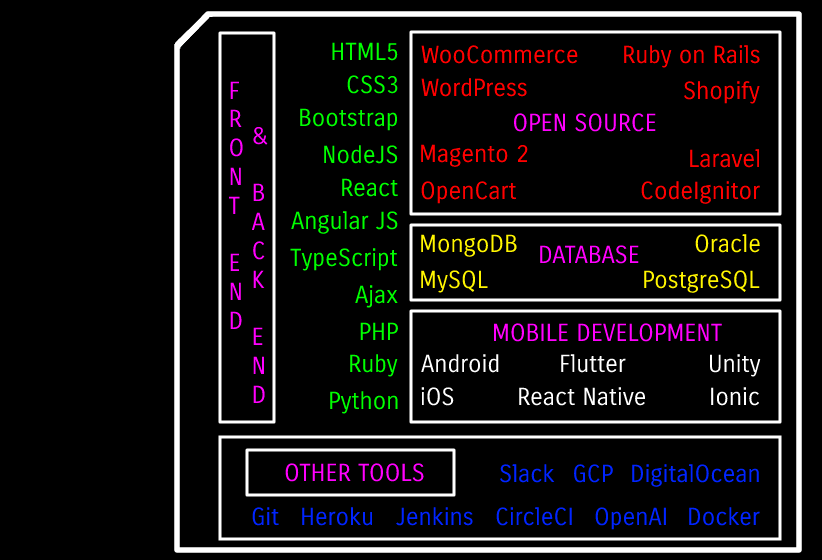 FRONT END
& BACK END
HTML5
CSS3
Bootstrap
NodeJS
React
Angular JS
TypeScript
Ajax
PHP
Ruby
Python
WooCommerce Ruby on Rails
WordPress Shopify
OPEN SOURCE
Magento 2 Laravel
OpenCart CodeIgnitor
MongoDB Oracle
DATABASE
MySQL PostgreSQL
MOBILE DEVELOPMENT
Android Flutter Unity
iOS React Native Ionic
OTHER TOOLS Slack GCP DigitalOcean
Git Heroku Jenkins CircleCI OpenAI Docker